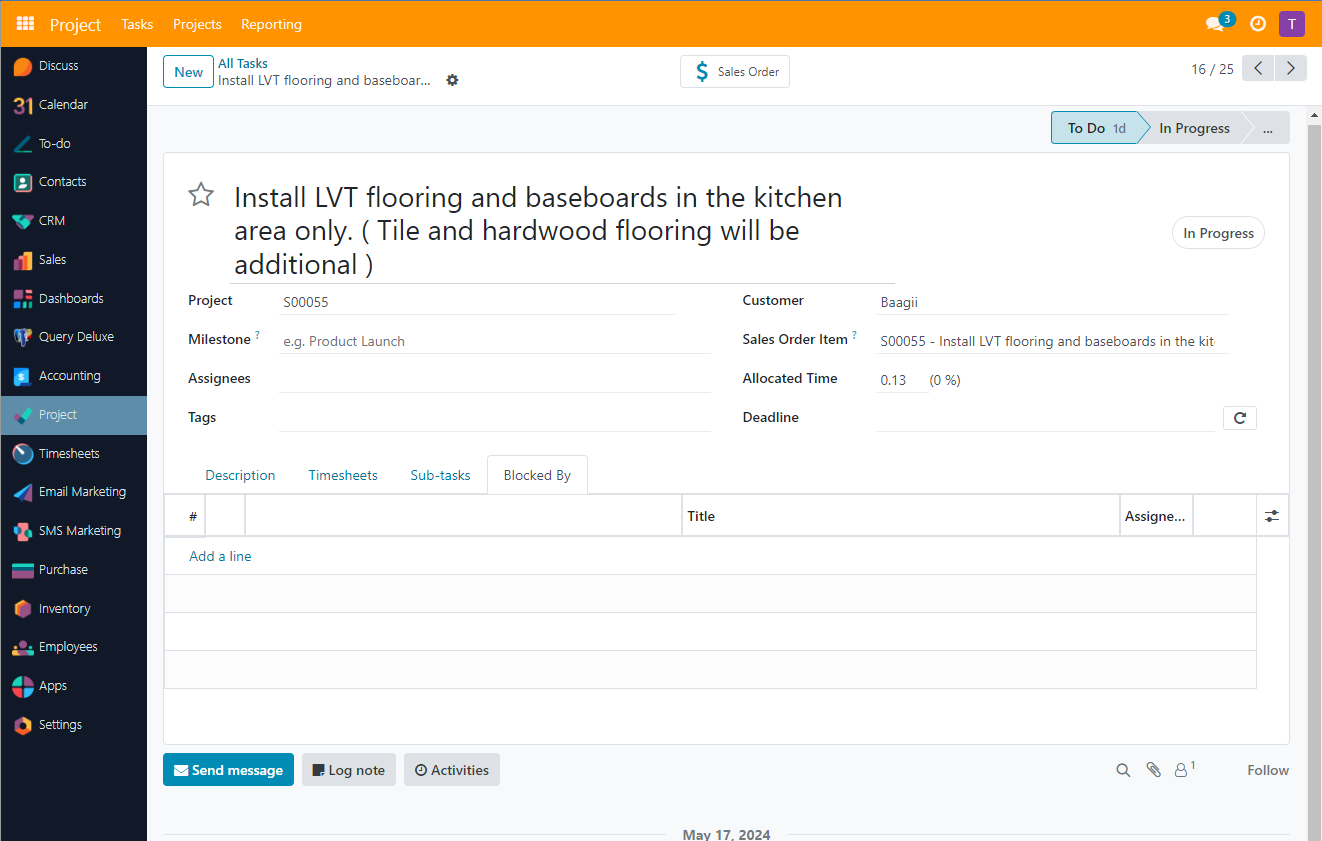 Project Tasks Projects Reporting 3 T
Discuss
Calendar
To-do
Contacts
CRM
Sales
Dashboards
Query Deluxe
Accounting
Project
Timesheets
Email Marketing
SMS Marketing
Purchase
Inventory
Employees
Apps
Settings
New
All Tasks
Install LVT flooring and baseboar...
$ Sales Order
16 / 25
To Do 1d In Progress ...
Install LVT flooring and baseboards in the kitchen
area only. ( Tile and hardwood flooring will be
additional )
In Progress
Project S00055
Milestone ? e.g. Product Launch
Assignees
Tags
Customer Baagii
Sales Order Item ? S00055 - Install LVT flooring and baseboards in the kit
Allocated Time 0.13 (0 %)
Deadline
Description Timesheets Sub-tasks Blocked By
# Title Assigne...
Add a line
Send message Log note Activities 1 Follow
May 17, 2024